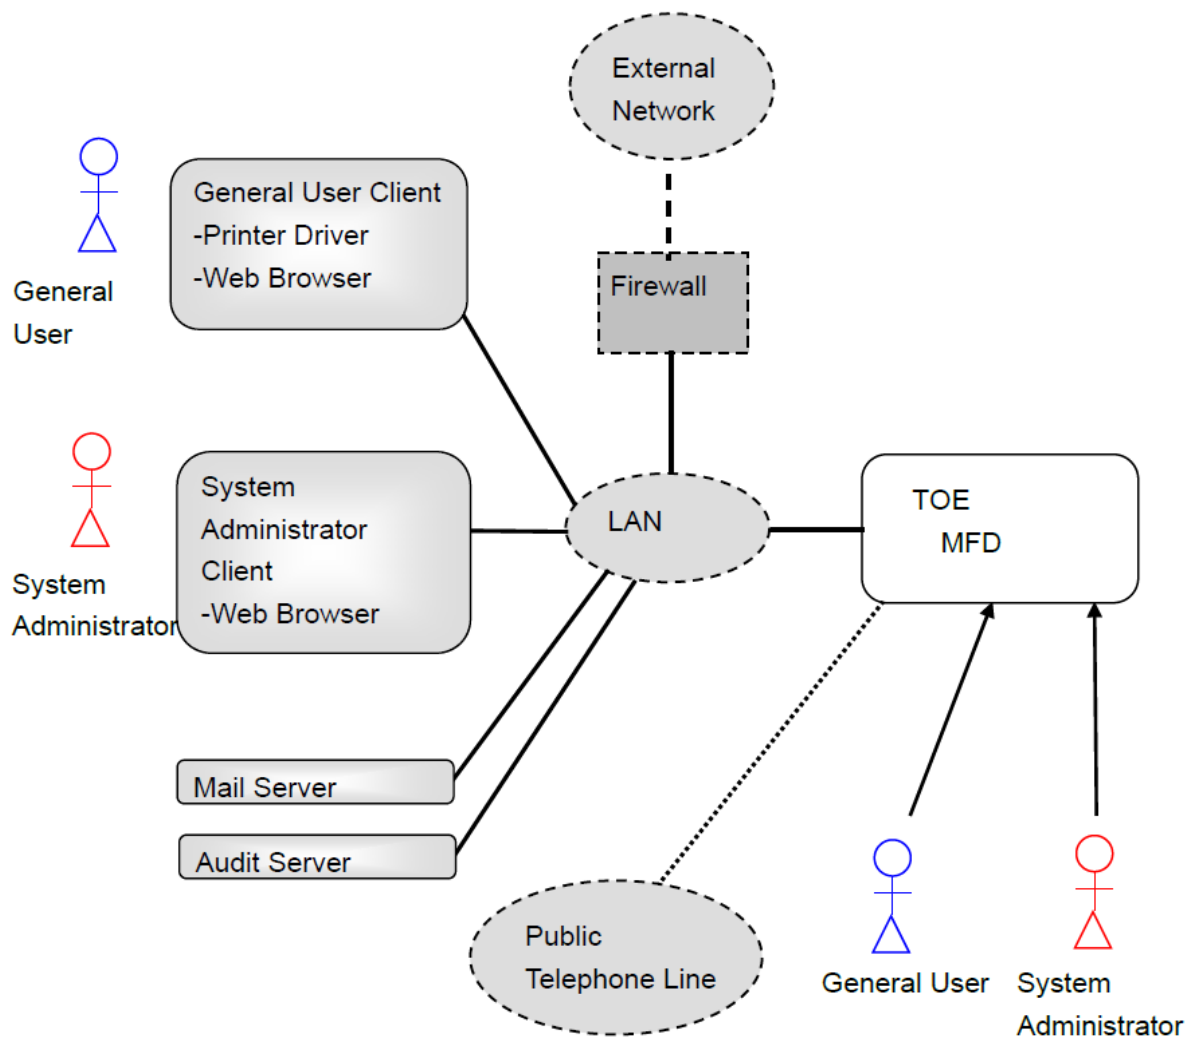 External
Network
General User Client
-Printer Driver
-Web Browser
General
User
Firewall
System
Administrator
Client
-Web Browser
System
Administrator
LAN
TOE
MFD
Mail Server
Audit Server
Public
Telephone Line
General User
System
Administrator